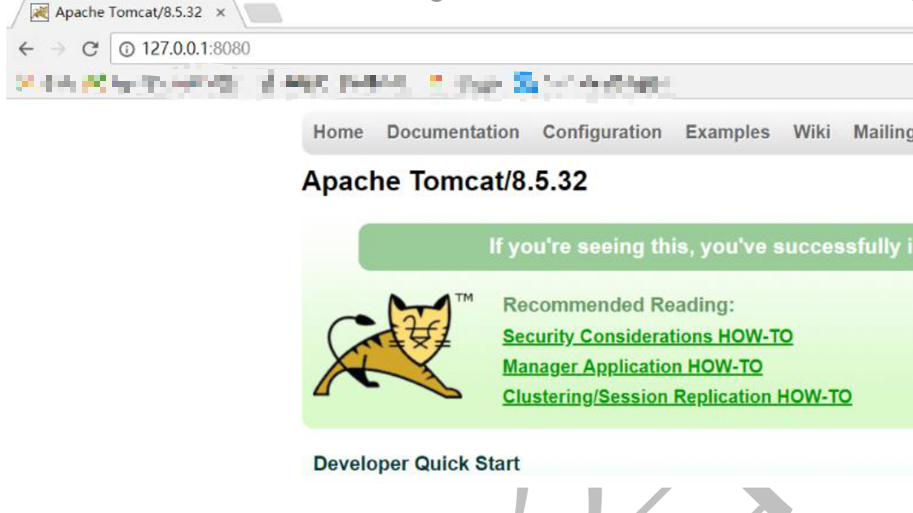 Apache Tomcat/8.5.32
127.0.0.1:8080
Home Documentation Configuration Examples Wiki Mailing
Apache Tomcat/8.5.32
If you're seeing this, you've successfully i
TM
Recommended Reading:
Security Considerations HOW-TO
Manager Application HOW-TO
Clustering/Session Replication HOW-TO
Developer Quick Start